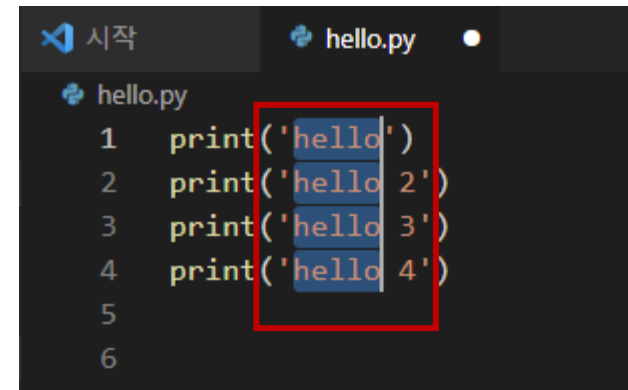 시작 hello.py
hello.py
1 print('hello')
2 print('hello 2')
3 print('hello 3')
4 print('hello 4')
5
6